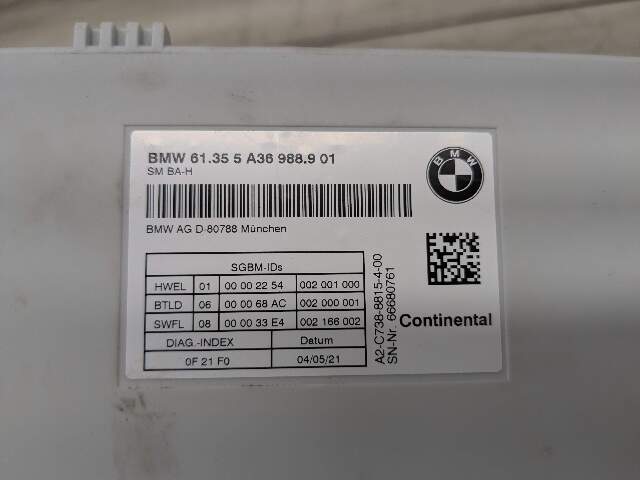 BMW 61.35 5 A36 988.9 01
SM BA-H
BMW
BMW AG D-80788 München
SGBM-IDs
HWEL 01 00 00 22 54 002 001 000
BTLD 06 00 00 68 AC 002 000 001
SWFL 08 00 00 33 E4 002 166 002
DIAG.-INDEX Datum
0F 21 F0 04/05/21
Continental
A2-C738-8815-4-00
SN-Nr. 66680761